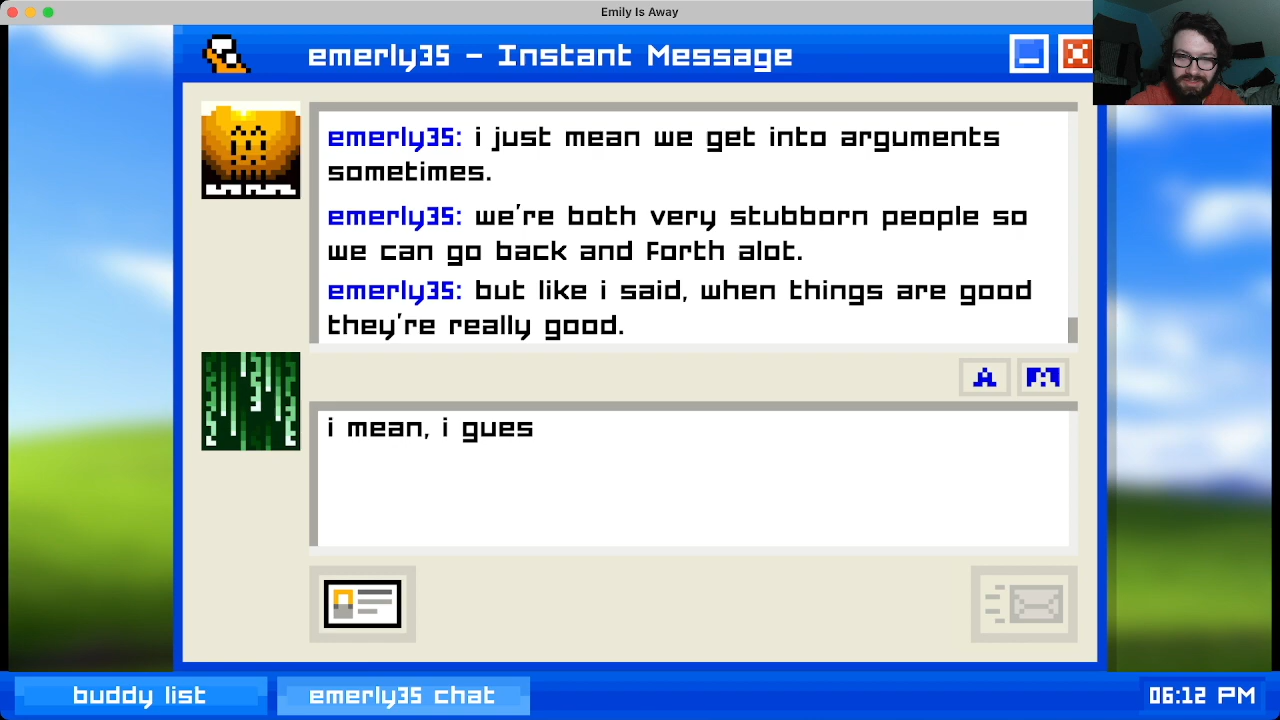 Emily Is Away
emerly35 - Instant Message
emerly35: i just mean we get into arguments
sometimes.
emerly35: we're both very stubborn people so
we can go back and forth alot.
emerly35: but like i said, when things are good
they're really good.
A
i mean, i gues
buddy list
emerly35 chat
06:12 PM